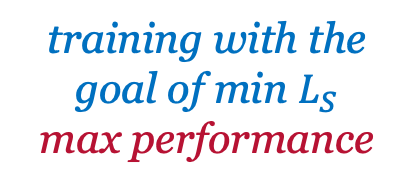 training with the
goal of min L_S
max performance